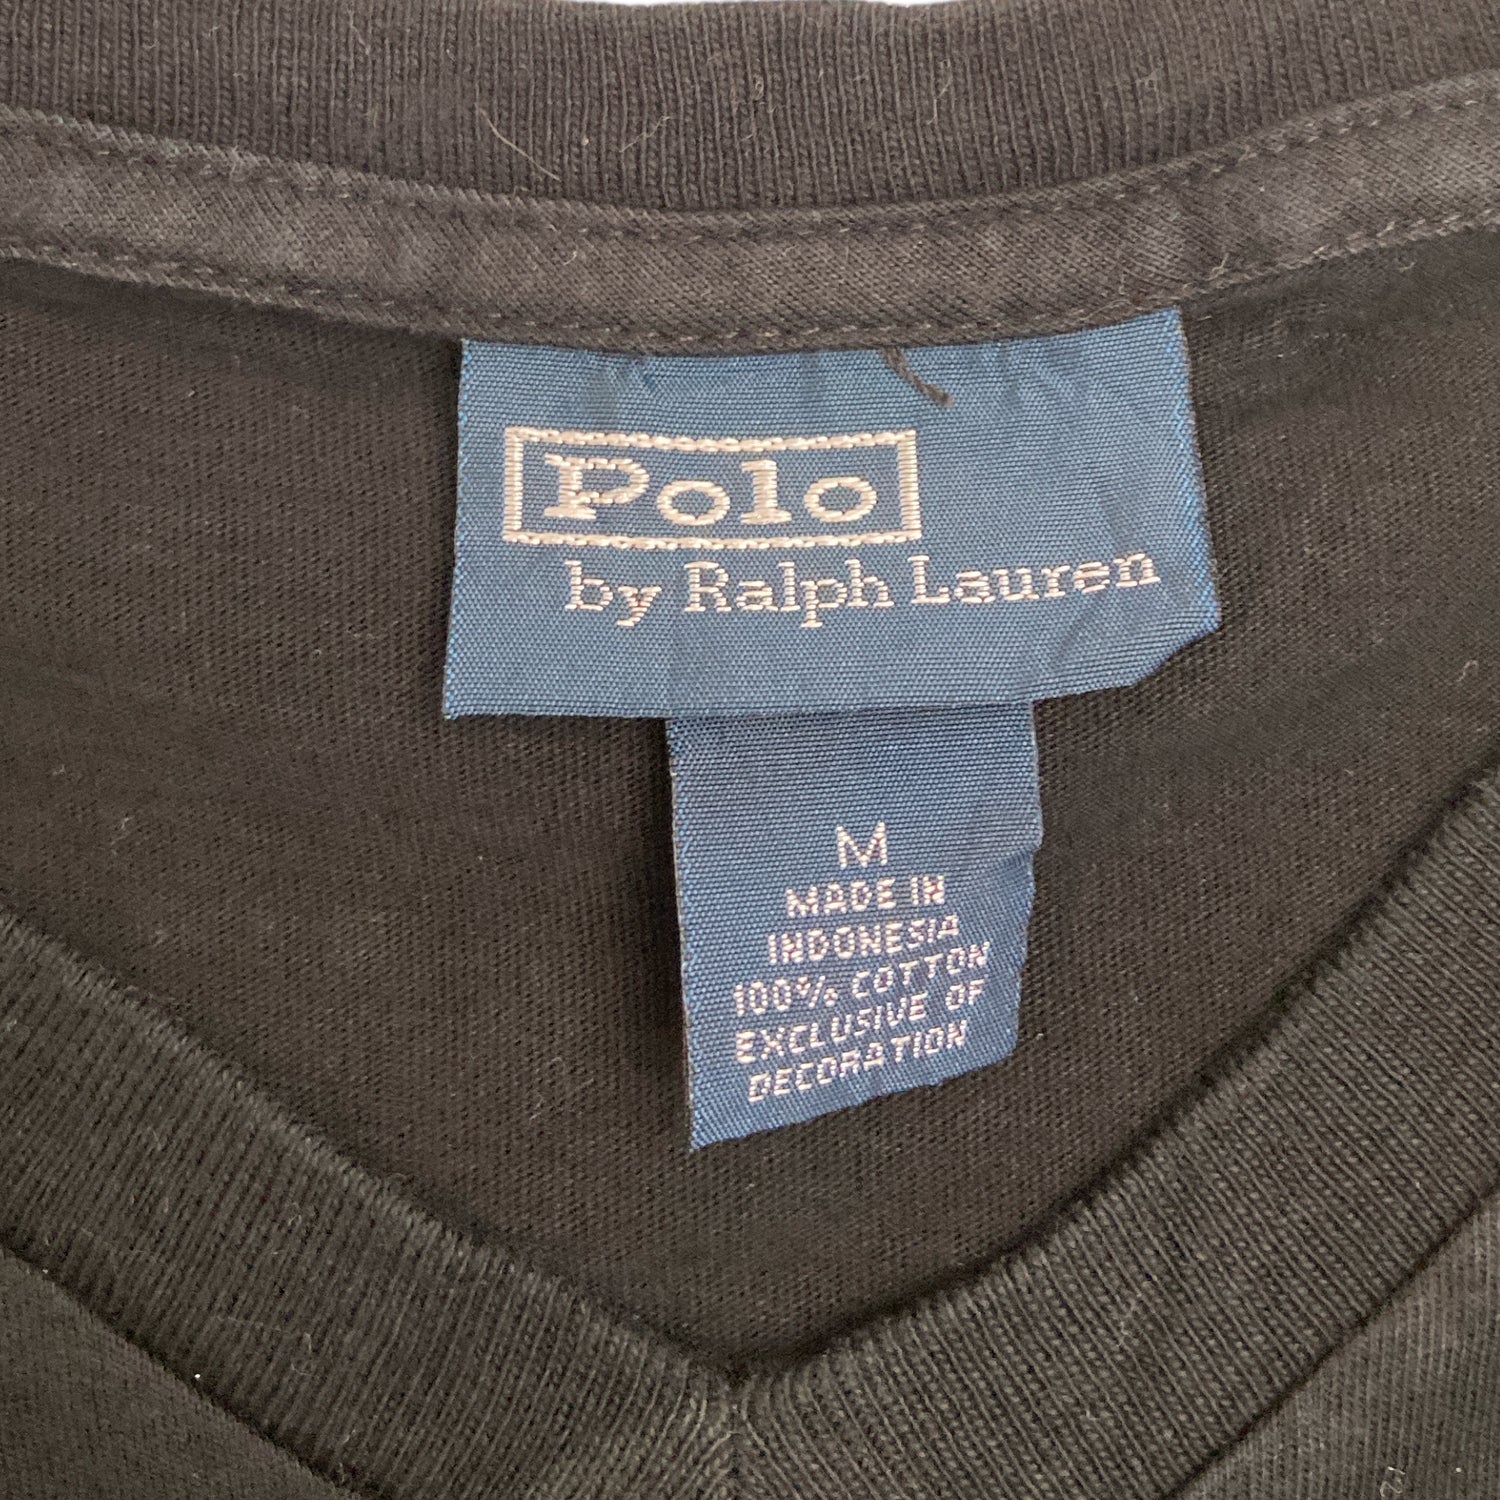 Polo
by Ralph Lauren
M
MADE IN
INDONESIA
100% COTTON
EXCLUSIVE OF
DECORATION